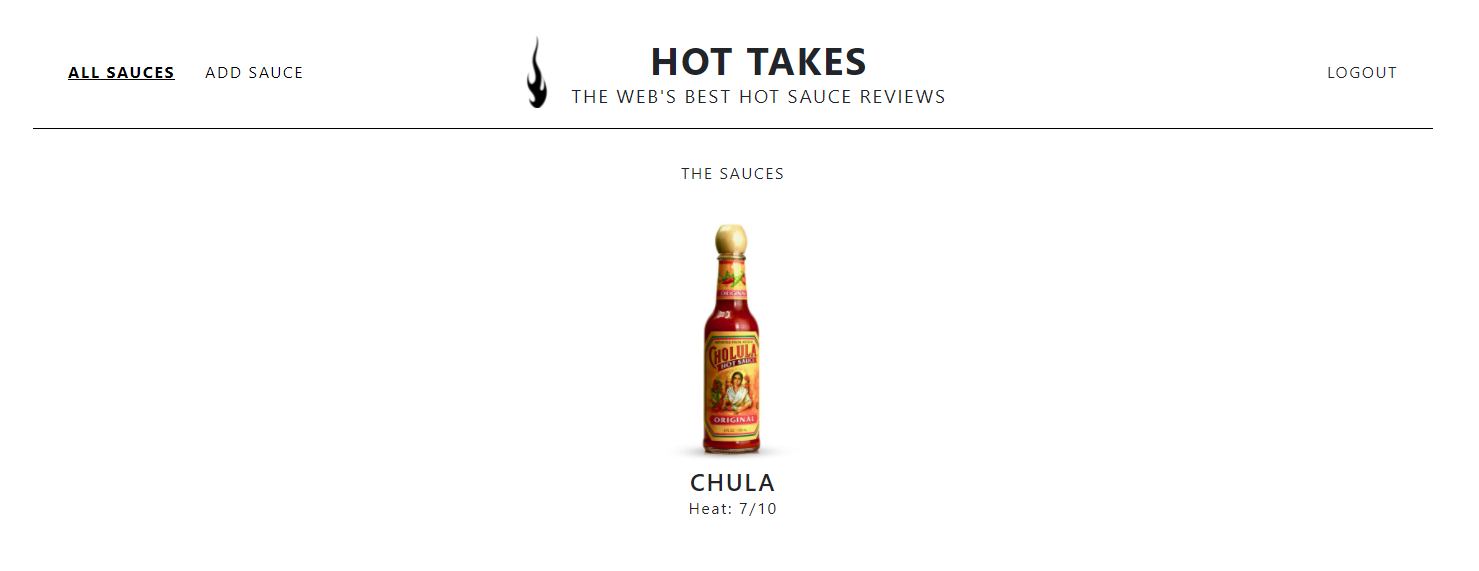 ALL SAUCES
ADD SAUCE
HOT TAKES
THE WEB'S BEST HOT SAUCE REVIEWS
LOGOUT
THE SAUCES
ORIGINAL
CHOLULA
HOT SAUCE
ORIGINAL
CHULA
Heat: 7/10